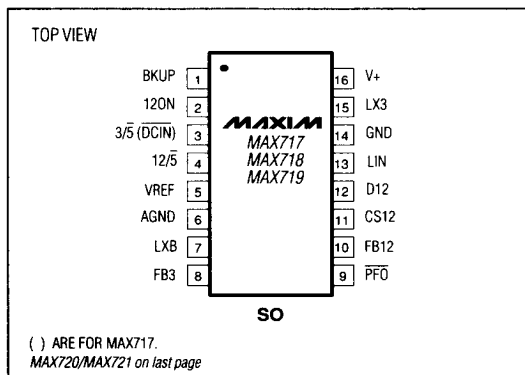 TOP VIEW
BKUP 1
12ON 2
3/5̅ (D̅C̅I̅N̅) 3
12/5̅ 4
VREF 5
AGND 6
LXB 7
FB3 8
MAXIM
MAX717
MAX718
MAX719
16 V+
15 LX3
14 GND
13 LIN
12 D12
11 CS12
10 FB12
9 P̅F̅O̅
SO
( ) ARE FOR MAX717.
MAX720/MAX721 on last page